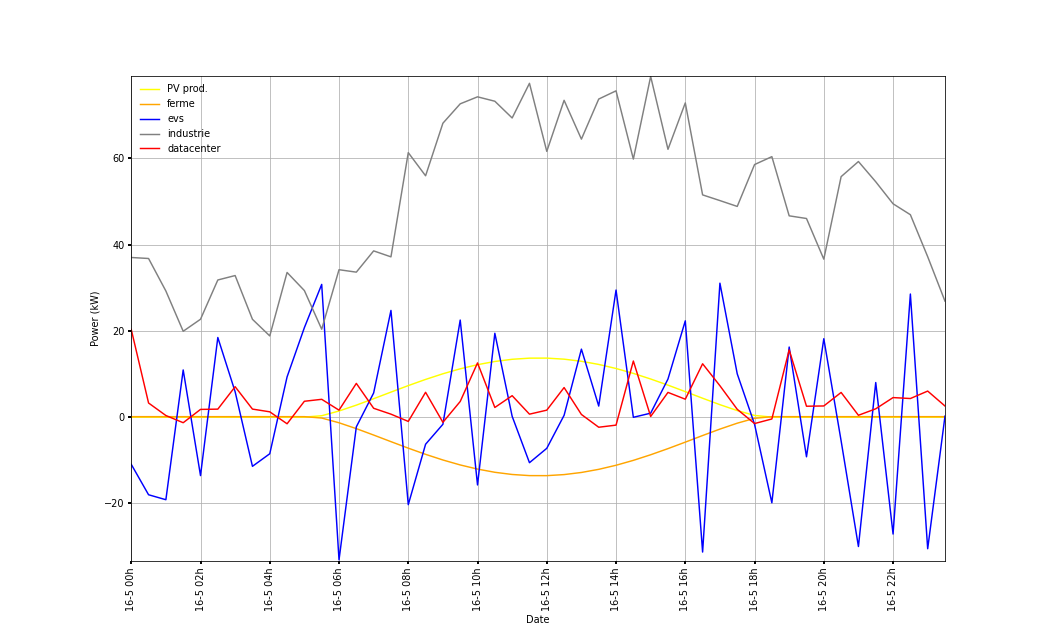 PV prod.
ferme
evs
industrie
datacenter
60
40
20
0
−20
Power (kW)
16-5 00h
16-5 02h
16-5 04h
16-5 06h
16-5 08h
16-5 10h
16-5 12h
16-5 14h
16-5 16h
16-5 18h
16-5 20h
16-5 22h
Date